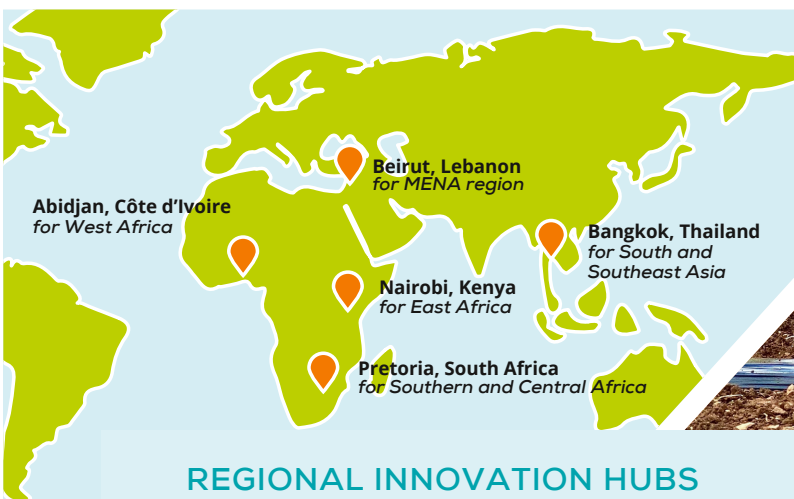 Beirut, Lebanon
for MENA region
Abidjan, Côte d’Ivoire
for West Africa
Bangkok, Thailand
for South and
Southeast Asia
Nairobi, Kenya
for East Africa
Pretoria, South Africa
for Southern and Central Africa
REGIONAL INNOVATION HUBS